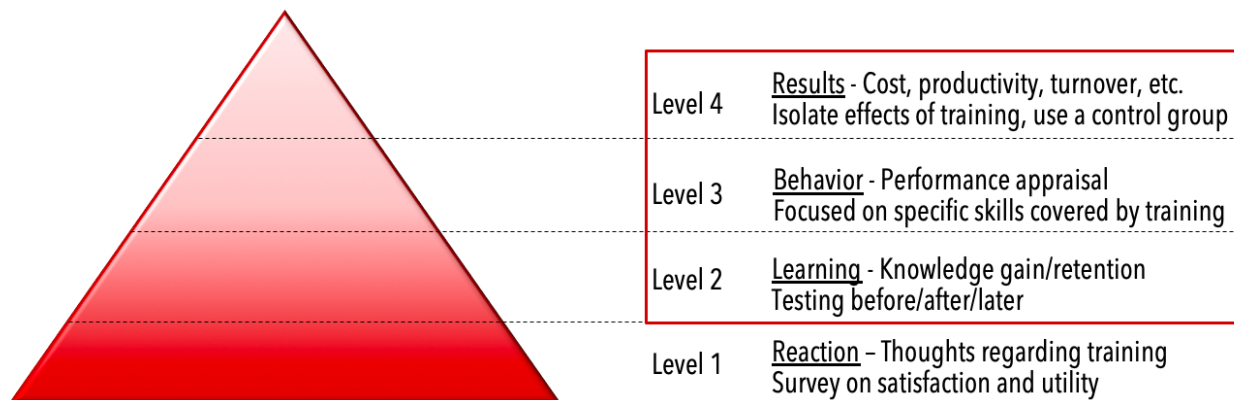 Level 4
Results - Cost, productivity, turnover, etc.
Isolate effects of training, use a control group
Level 3
Behavior - Performance appraisal
Focused on specific skills covered by training
Level 2
Learning - Knowledge gain/retention
Testing before/after/later
Level 1
Reaction – Thoughts regarding training
Survey on satisfaction and utility